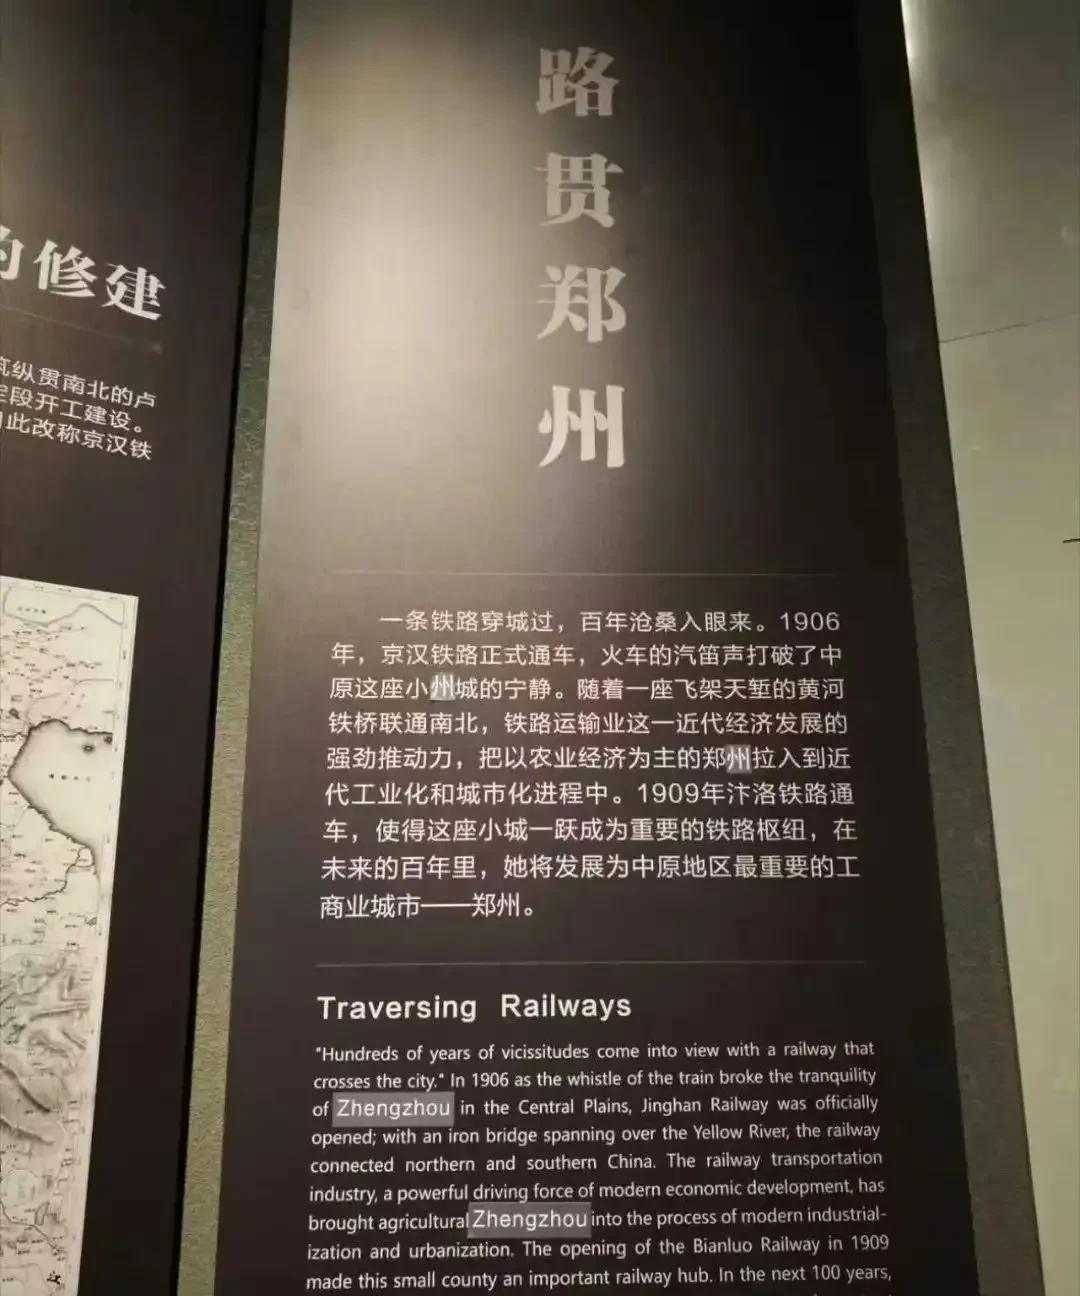 的修建
筑纵贯南北的卢
定段开工建设。
此改称京汉铁
路贯郑州
一条铁路穿城过，百年沧桑入眼来。1906
年，京汉铁路正式通车，火车的汽笛声打破了中
原这座小州城的宁静。随着一座飞架天堑的黄河
铁桥联通南北，铁路运输业这一近代经济发展的
强劲推动力，把以农业经济为主的郑州拉入到近
代工业化和城市化进程中。1909年汴洛铁路通
车，使得这座小城一跃成为重要的铁路枢纽，在
未来的百年里，她将发展为中原地区最重要的工
商业城市——郑州。
Traversing Railways
"Hundreds of years of vicissitudes come into view with a railway that
crosses the city." In 1906 as the whistle of the train broke the tranquility
of Zhengzhou in the Central Plains, Jinghan Railway was officially
opened; with an iron bridge spanning over the Yellow River, the railway
connected northern and southern China. The railway transportation
industry, a powerful driving force of modern economic development, has
brought agricultural Zhengzhou into the process of modern industrial-
ization and urbanization. The opening of the Bianluo Railway in 1909
made this small county an important railway hub. In the next 100 years,